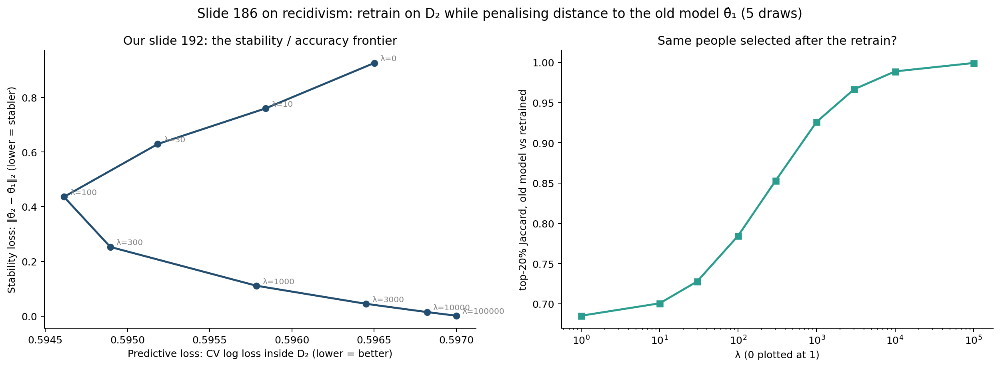 Slide 186 on recidivism: retrain on D₂ while penalising distance to the old model θ̂₁ (5 draws)
Our slide 192: the stability / accuracy frontier
Stability loss: ‖θ̂₂ − θ̂₁‖₂ (lower = stabler)
0.8
0.6
0.4
0.2
0.0
λ=0
λ=10
λ=30
λ=100
λ=300
λ=1000
λ=3000
λ=10000
λ=100000
0.5945 0.5950 0.5955 0.5960 0.5965 0.5970
Predictive loss: CV log loss inside D₂ (lower = better)
Same people selected after the retrain?
top-20% Jaccard, old model vs retrained
1.00
0.95
0.90
0.85
0.80
0.75
0.70
10⁰ 10¹ 10² 10³ 10⁴ 10⁵
λ (0 plotted at 1)